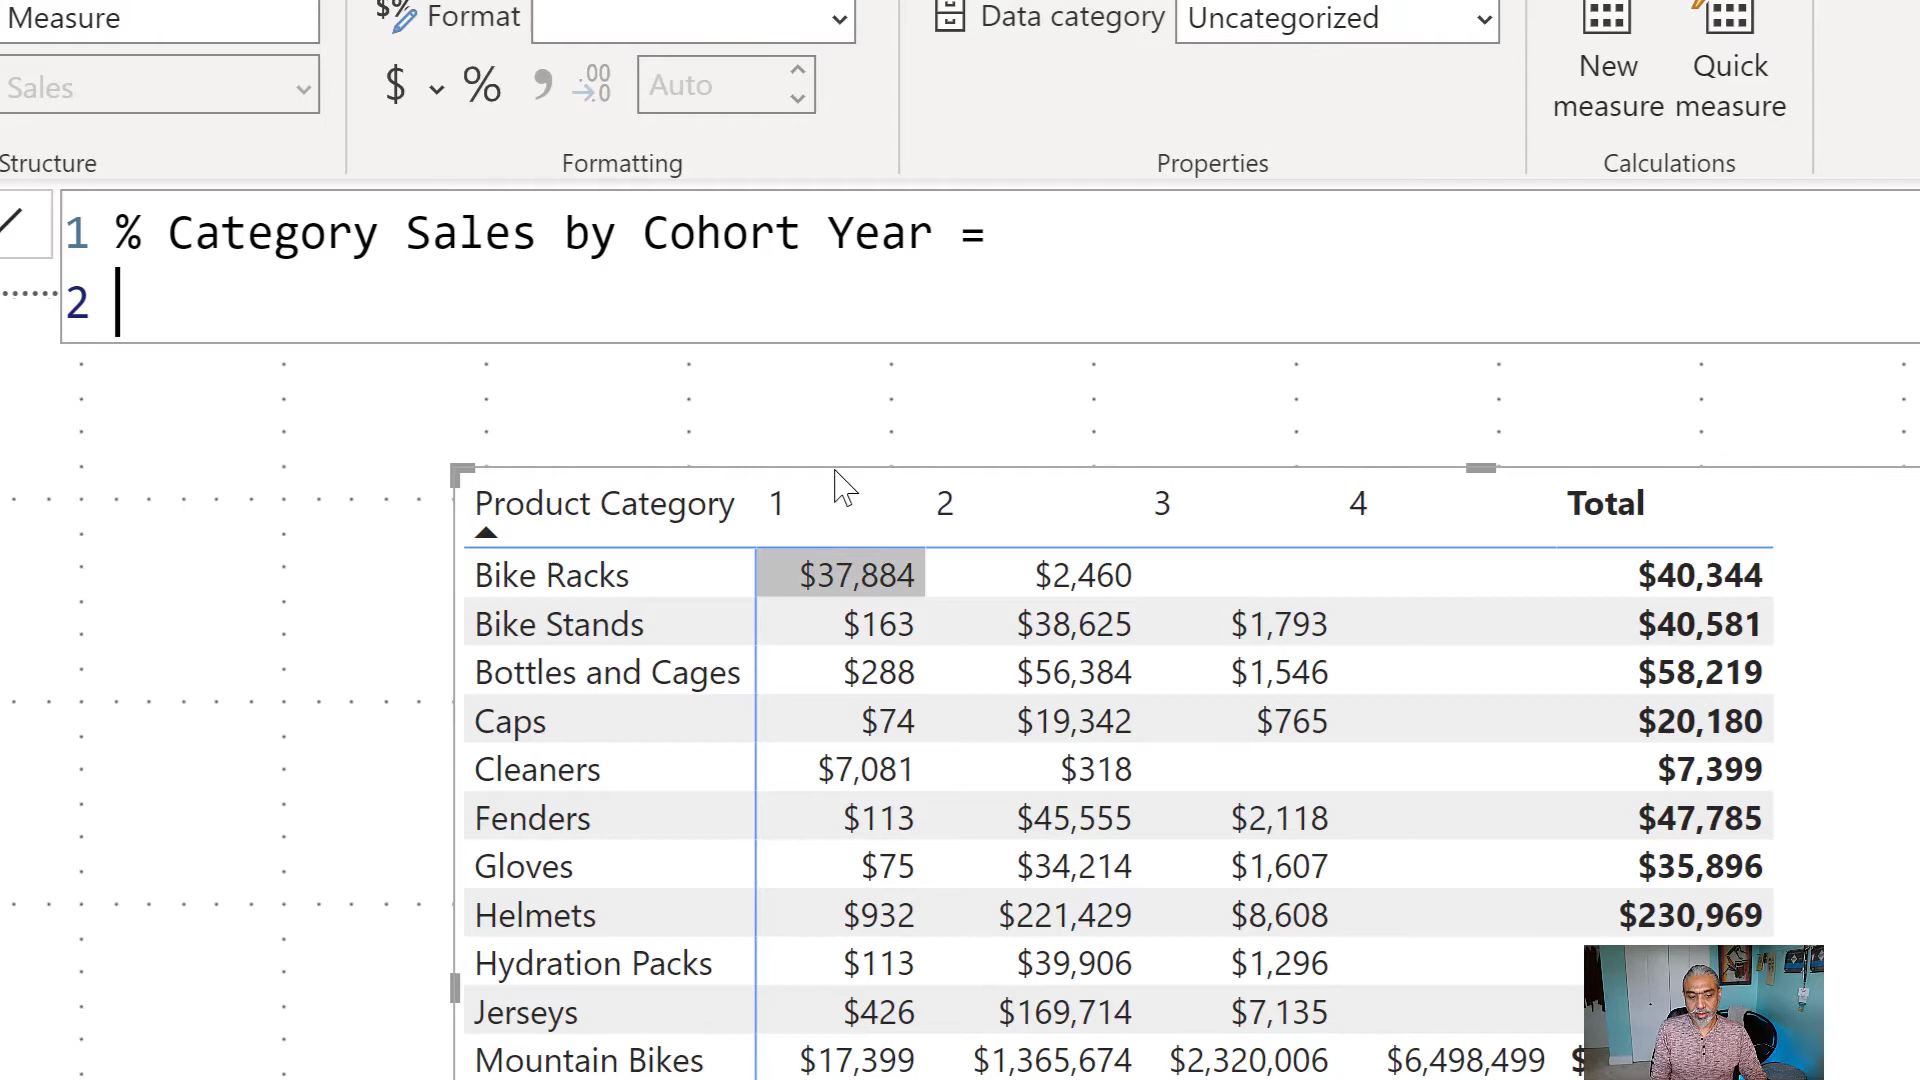 Measure
Format
Data category
Uncategorized
Sales
$
%
,
.00
.0
Auto
New measure
Quick measure
Structure
Formatting
Properties
Calculations
1 % Category Sales by Cohort Year =
2
Product Category 1 2 3 4 Total
Bike Racks $37,884 $2,460 $40,344
Bike Stands $163 $38,625 $1,793 $40,581
Bottles and Cages $288 $56,384 $1,546 $58,219
Caps $74 $19,342 $765 $20,180
Cleaners $7,081 $318 $7,399
Fenders $113 $45,555 $2,118 $47,785
Gloves $75 $34,214 $1,607 $35,896
Helmets $932 $221,429 $8,608 $230,969
Hydration Packs $113 $39,906 $1,296
Jerseys $426 $169,714 $7,135
Mountain Bikes $17,399 $1,365,674 $2,320,006 $6,498,499